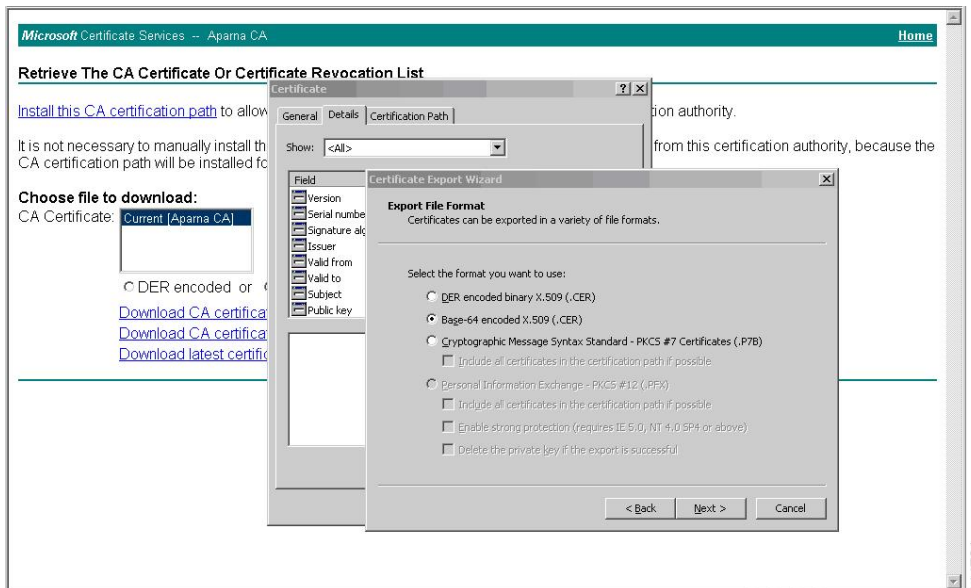 Microsoft Certificate Services -- Aparna CA Home
Retrieve The CA Certificate Or Certificate Revocation List
Install this CA certification path to allow
certification authority.
It is not necessary to manually install
from this certification authority, because the
CA certification path will be installed
Choose file to download:
CA Certificate: Current [Aparna CA]
DER encoded or
Download CA
Download CA
Download latest
Certificate
General Details Certification Path
Show: <All>
Field
Version
Serial
Signature
Issuer
Valid from
Valid to
Subject
Public key
Certificate Export Wizard
Export File Format
Certificates can be exported in a variety of file formats.
Select the format you want to use:
DER encoded binary X.509 (.CER)
Base-64 encoded X.509 (.CER)
Cryptographic Message Syntax Standard - PKCS #7 Certificates (.P7B)
Include all certificates in the certification path if possible
Personal Information Exchange - PKCS #12 (.PFX)
Include all certificates in the certification path if possible
Enable strong protection (requires IE 5.0, NT 4.0 SP4 or above)
Delete the private key if the export is successful
< Back Next > Cancel